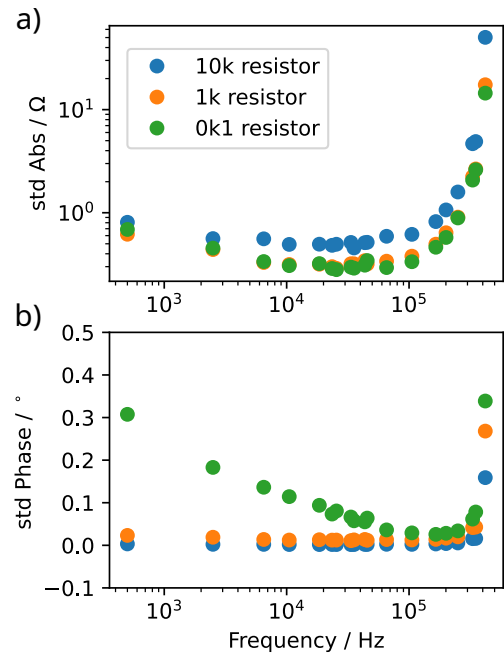 a)
std Abs / Ω
10¹
10⁰
10k resistor
1k resistor
0k1 resistor
10³ 10⁴ 10⁵
b)
std Phase / °
0.5
0.4
0.3
0.2
0.1
0.0
−0.1
10³ 10⁴ 10⁵
Frequency / Hz